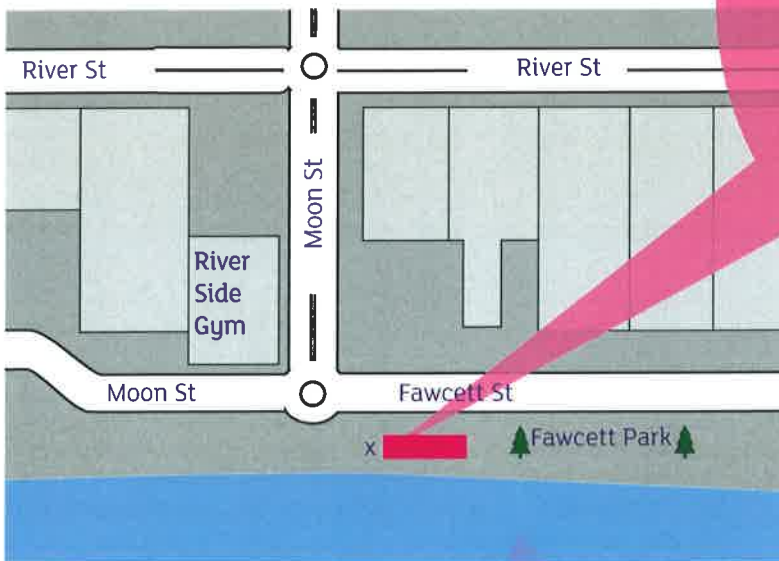 River St
River St
Moon St
River
Side
Gym
Moon St
Fawcett St
x
Fawcett Park